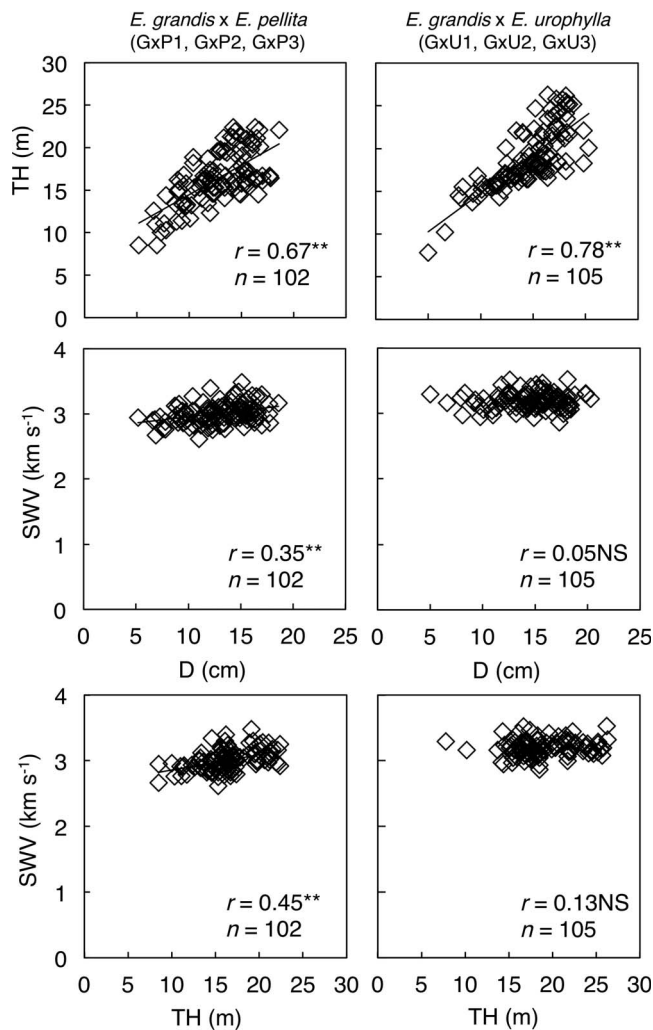 E. grandis x E. pellita
(GxP1, GxP2, GxP3)
E. grandis x E. urophylla
(GxU1, GxU2, GxU3)
TH (m)
30
25
20
15
10
5
0
r = 0.67**
n = 102
r = 0.78**
n = 105
SWV (km s⁻¹)
4
3
2
1
0
r = 0.35**
n = 102
r = 0.05NS
n = 105
0 5 10 15 20 25
0 5 10 15 20 25
D (cm)
D (cm)
SWV (km s⁻¹)
4
3
2
1
0
r = 0.45**
n = 102
r = 0.13NS
n = 105
0 5 10 15 20 25 30
0 5 10 15 20 25 30
TH (m)
TH (m)